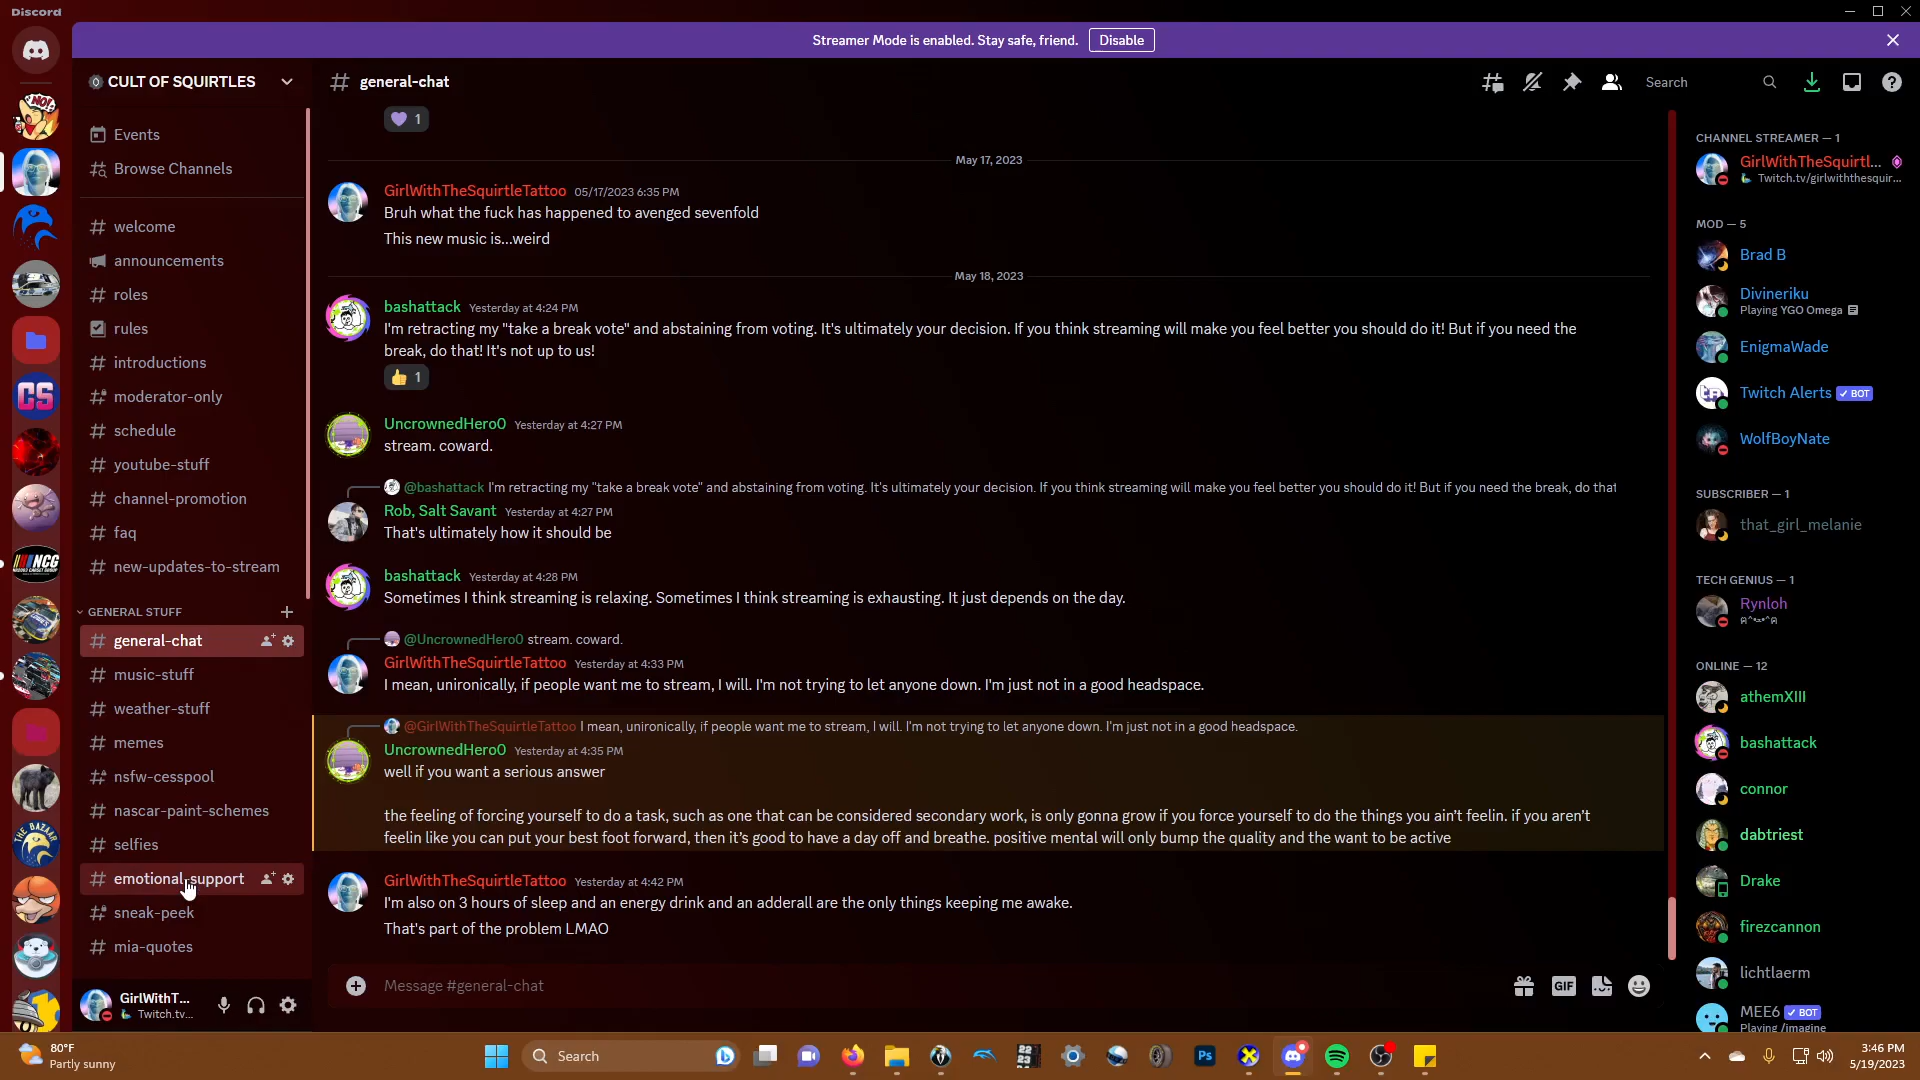 Discord
Streamer Mode is enabled. Stay safe, friend.
Disable
CULT OF SQUIRTLES
Events
Browse Channels
welcome
announcements
roles
rules
introductions
moderator-only
schedule
youtube-stuff
channel-promotion
faq
new-updates-to-stream
GENERAL STUFF
general-chat
music-stuff
weather-stuff
memes
nsfw-cesspool
nascar-paint-schemes
selfies
emotional-support
sneak-peek
mia-quotes
GirlWithT...
Twitch.tv...
general-chat
Search
1
May 17, 2023
GirlWithTheSquirtleTattoo 05/17/2023 6:35 PM
Bruh what the fuck has happened to avenged sevenfold
This new music is...weird
May 18, 2023
bashattack Yesterday at 4:24 PM
I'm retracting my "take a break vote" and abstaining from voting. It's ultimately your decision. If you think streaming will make you feel better you should do it! But if you need the
break, do that! It's not up to us!
1
UncrownedHero0 Yesterday at 4:27 PM
stream. coward.
@bashattack I'm retracting my "take a break vote" and abstaining from voting. It's ultimately your decision. If you think streaming will make you feel better you should do it! But if you need the break, do that
Rob, Salt Savant Yesterday at 4:27 PM
That's ultimately how it should be
bashattack Yesterday at 4:28 PM
Sometimes I think streaming is relaxing. Sometimes I think streaming is exhausting. It just depends on the day.
@UncrownedHero0 stream. coward.
GirlWithTheSquirtleTattoo Yesterday at 4:33 PM
I mean, unironically, if people want me to stream, I will. I'm not trying to let anyone down. I'm just not in a good headspace.
@GirlWithTheSquirtleTattoo I mean, unironically, if people want me to stream, I will. I'm not trying to let anyone down. I'm just not in a good headspace.
UncrownedHero0 Yesterday at 4:35 PM
well if you want a serious answer
the feeling of forcing yourself to do a task, such as one that can be considered secondary work, is only gonna grow if you force yourself to do the things you ain't feelin. if you aren't
feelin like you can put your best foot forward, then it's good to have a day off and breathe. positive mental will only bump the quality and the want to be active
GirlWithTheSquirtleTattoo Yesterday at 4:42 PM
I'm also on 3 hours of sleep and an energy drink and an adderall are the only things keeping me awake.
That's part of the problem LMAO
Message #general-chat
GIF
CHANNEL STREAMER — 1
GirlWithTheSquirtl...
Twitch.tv/girlwiththesquir...
MOD — 5
Brad B
Divineriku
Playing YGO Omega
EnigmaWade
Twitch Alerts BOT
WolfBoyNate
SUBSCRIBER — 1
that_girl_melanie
TECH GENIUS — 1
Rynloh
ONLINE — 12
athemXIII
bashattack
connor
dabtriest
Drake
firezcannon
lichtlaerm
MEE6 BOT
Playing /imagine
NO!
CS
NCG
THE BAZAAR
80°F
Partly sunny
Search
Ps
3:46 PM
5/19/2023